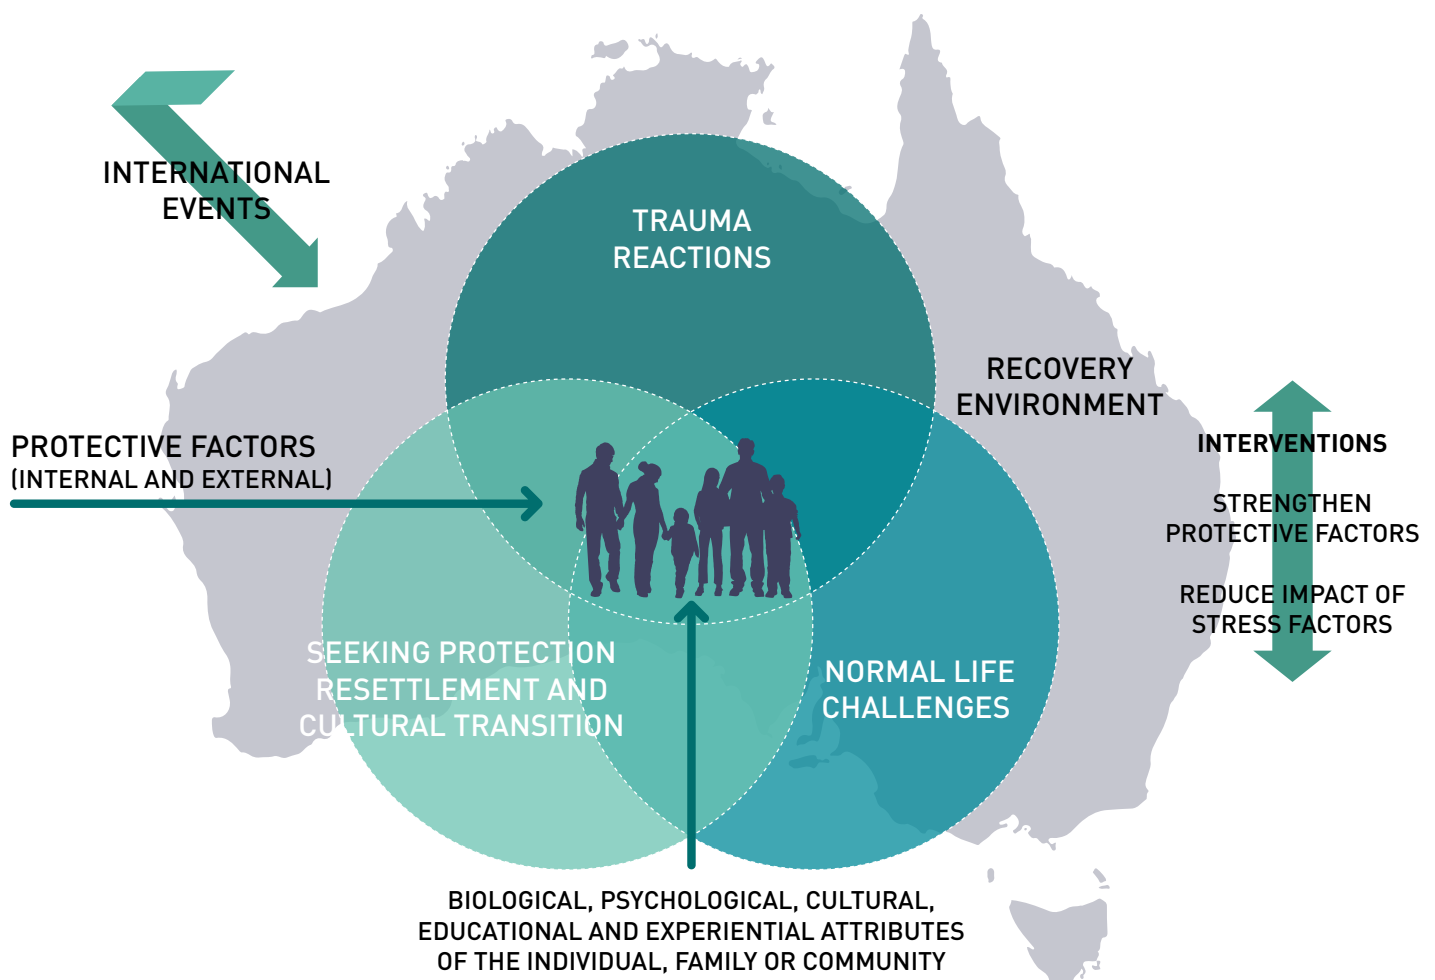 INTERNATIONAL
EVENTS
TRAUMA
REACTIONS
RECOVERY
ENVIRONMENT
PROTECTIVE FACTORS
(INTERNAL AND EXTERNAL)
INTERVENTIONS
STRENGTHEN
PROTECTIVE FACTORS
REDUCE IMPACT OF
STRESS FACTORS
SEEKING PROTECTION
RESETTLEMENT AND
CULTURAL TRANSITION
NORMAL LIFE
CHALLENGES
BIOLOGICAL, PSYCHOLOGICAL, CULTURAL,
EDUCATIONAL AND EXPERIENTIAL ATTRIBUTES
OF THE INDIVIDUAL, FAMILY OR COMMUNITY